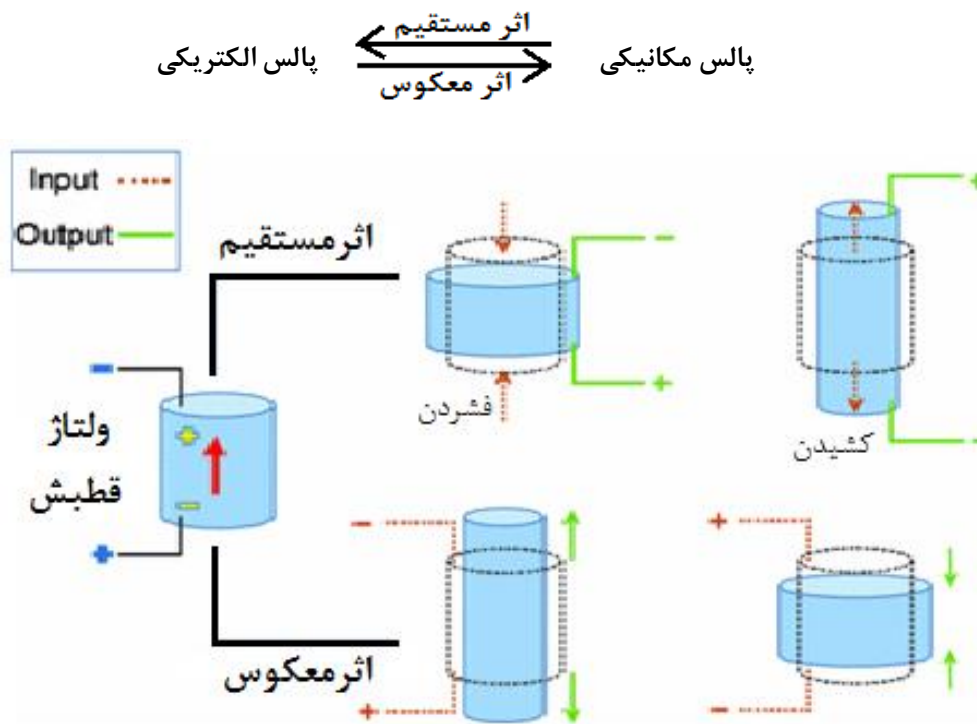 اثر مستقیم
پالس مکانیکی
پالس الکتریکی
اثر معکوس
Input
Output
اثرمستقیم
فشردن
کشیدن
ولتاژ
قطبش
اثرمعکوس